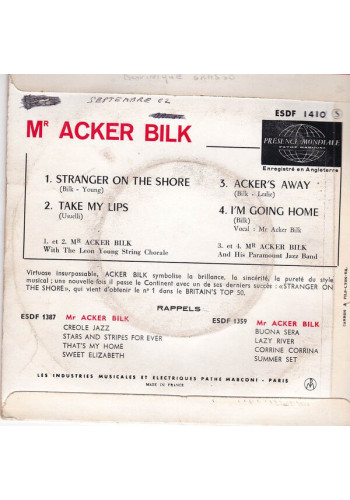 SEPTEMBRE 62
ESDF 1410 S
Mr ACKER BILK
PRÉSENCE MONDIALE
PATHE MARCONI
Enregistré en Angleterre
1. STRANGER ON THE SHORE
(Bilk - Young)
2. TAKE MY LIPS
(Usuelli)
3. ACKER'S AWAY
(Bilk - Leslie)
4. I'M GOING HOME
(Bilk)
Vocal : Mr Acker Bilk
1. et 2. Mr ACKER BILK
With The Leon Young String Chorale
3. et 4. Mr ACKER BILK
And His Paramount Jazz Band
Virtuose insurpassable, ACKER BILK symbolise la brillance, la sincérité, la pureté du style
musical ; une nouvelle fois il passe le Continent avec un de ses derniers succès : «STRANGER ON
THE SHORE», qui vient d'obtenir le n° 1 dans le BRITAIN'S TOP 50.
RAPPELS
ESDF 1387
Mr ACKER BILK
CREOLE JAZZ
STARS AND STRIPES FOR EVER
THAT'S MY HOME
SWEET ELIZABETH
ESDF 1359
Mr ACKER BILK
BUONA SERA
LAZY RIVER
CORRINE CORRINA
SUMMER SET
LES INDUSTRIES MUSICALES ET ELECTRIQUES PATHE MARCONI - PARIS
MADE IN FRANCE